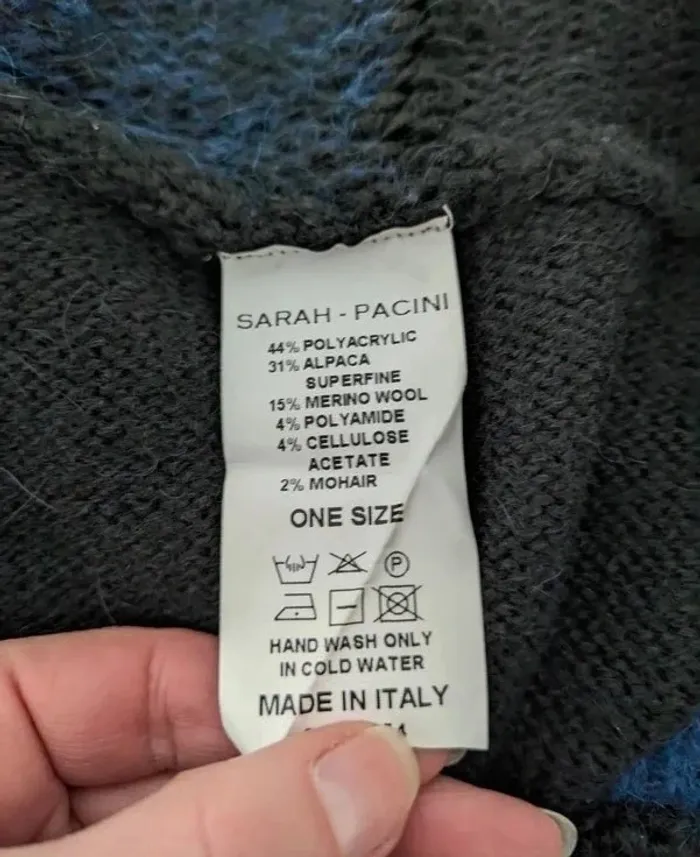 SARAH - PACINI
44% POLYACRYLIC
31% ALPACA
SUPERFINE
15% MERINO WOOL
4% POLYAMIDE
4% CELLULOSE
ACETATE
2% MOHAIR
ONE SIZE
P
HAND WASH ONLY
IN COLD WATER
MADE IN ITALY